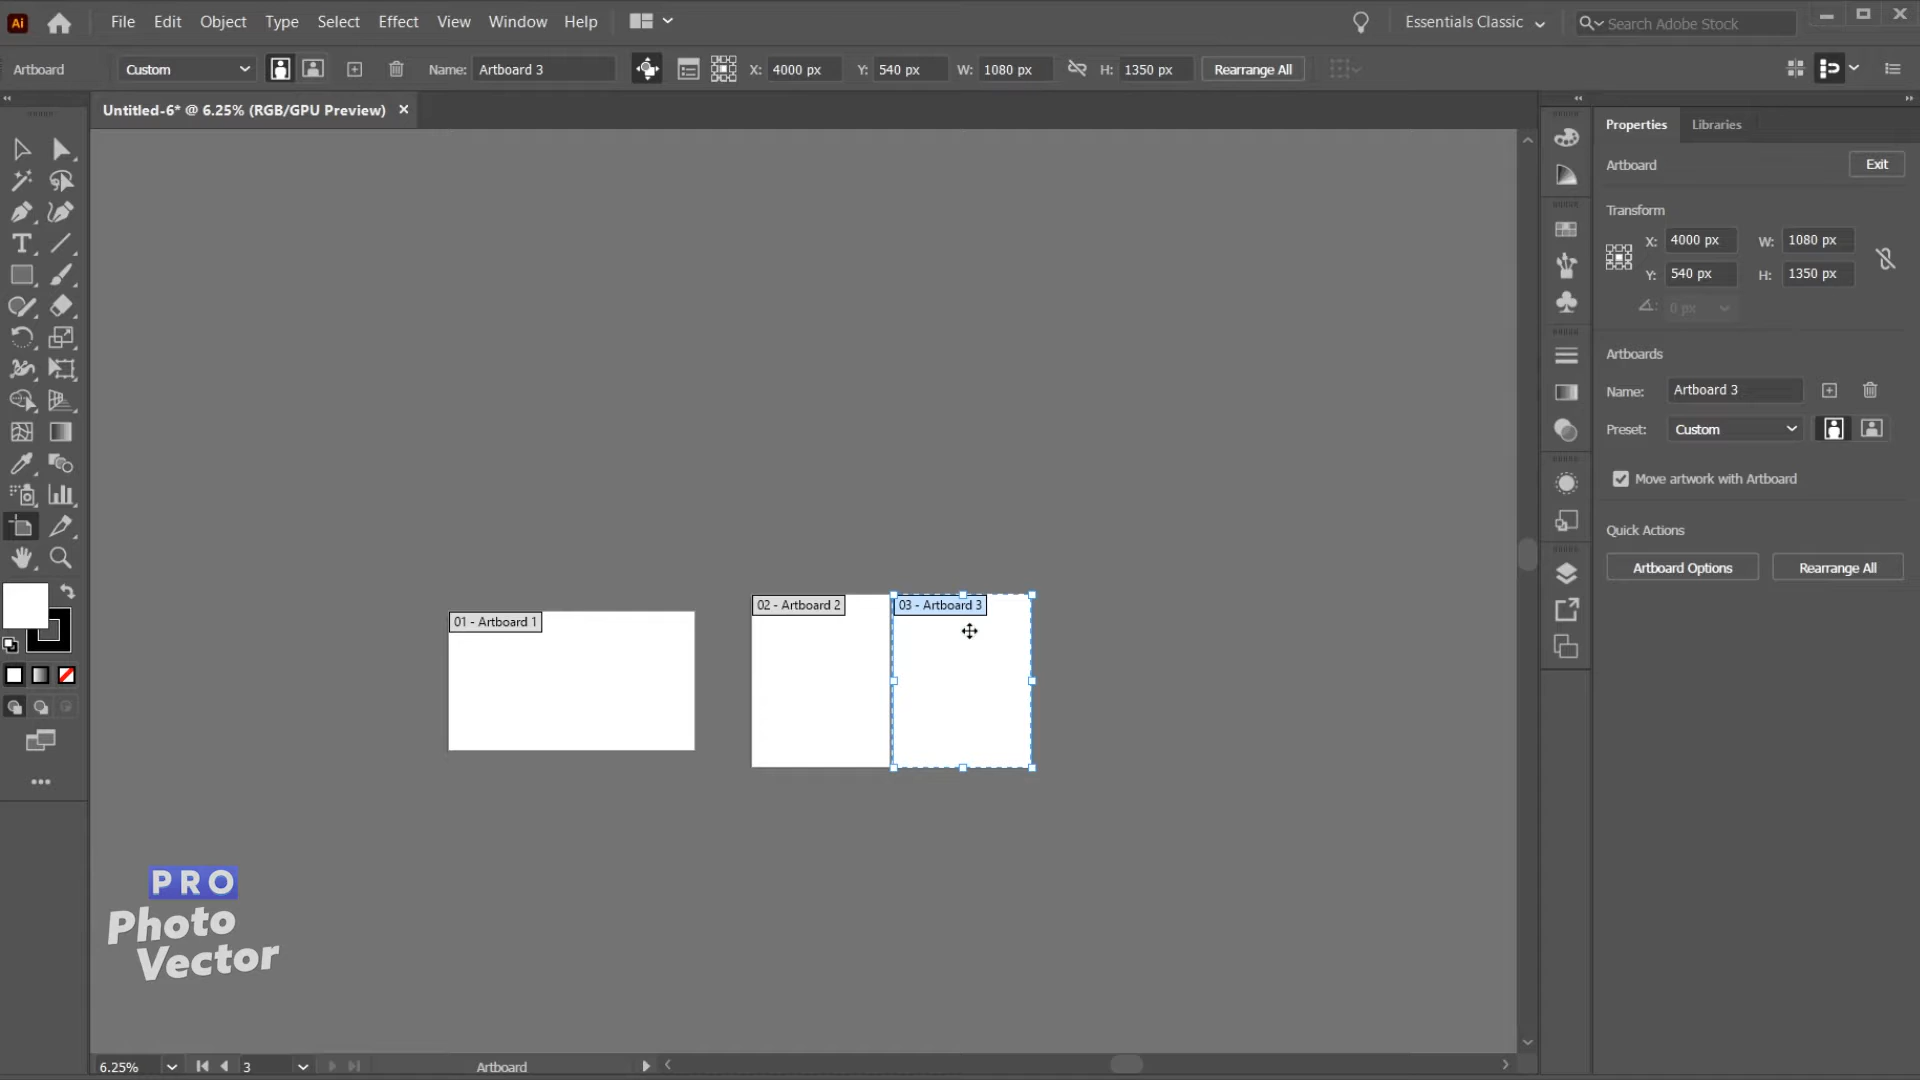 Ai File Edit Object Type Select Effect View Window Help Essentials Classic Search Adobe Stock
Artboard Custom Name: Artboard 3 X: 4000 px Y: 540 px W: 1080 px H: 1350 px Rearrange All
Untitled-6* @ 6.25% (RGB/GPU Preview) ×
Properties Libraries
Artboard Exit
Transform
X: 4000 px W: 1080 px
Y: 540 px H: 1350 px
0 px
Artboards
Name: Artboard 3
Preset: Custom
Move artwork with Artboard
Quick Actions
Artboard Options Rearrange All
01 - Artboard 1
02 - Artboard 2
03 - Artboard 3
PRO
Photo
Vector
6.25% 3 Artboard